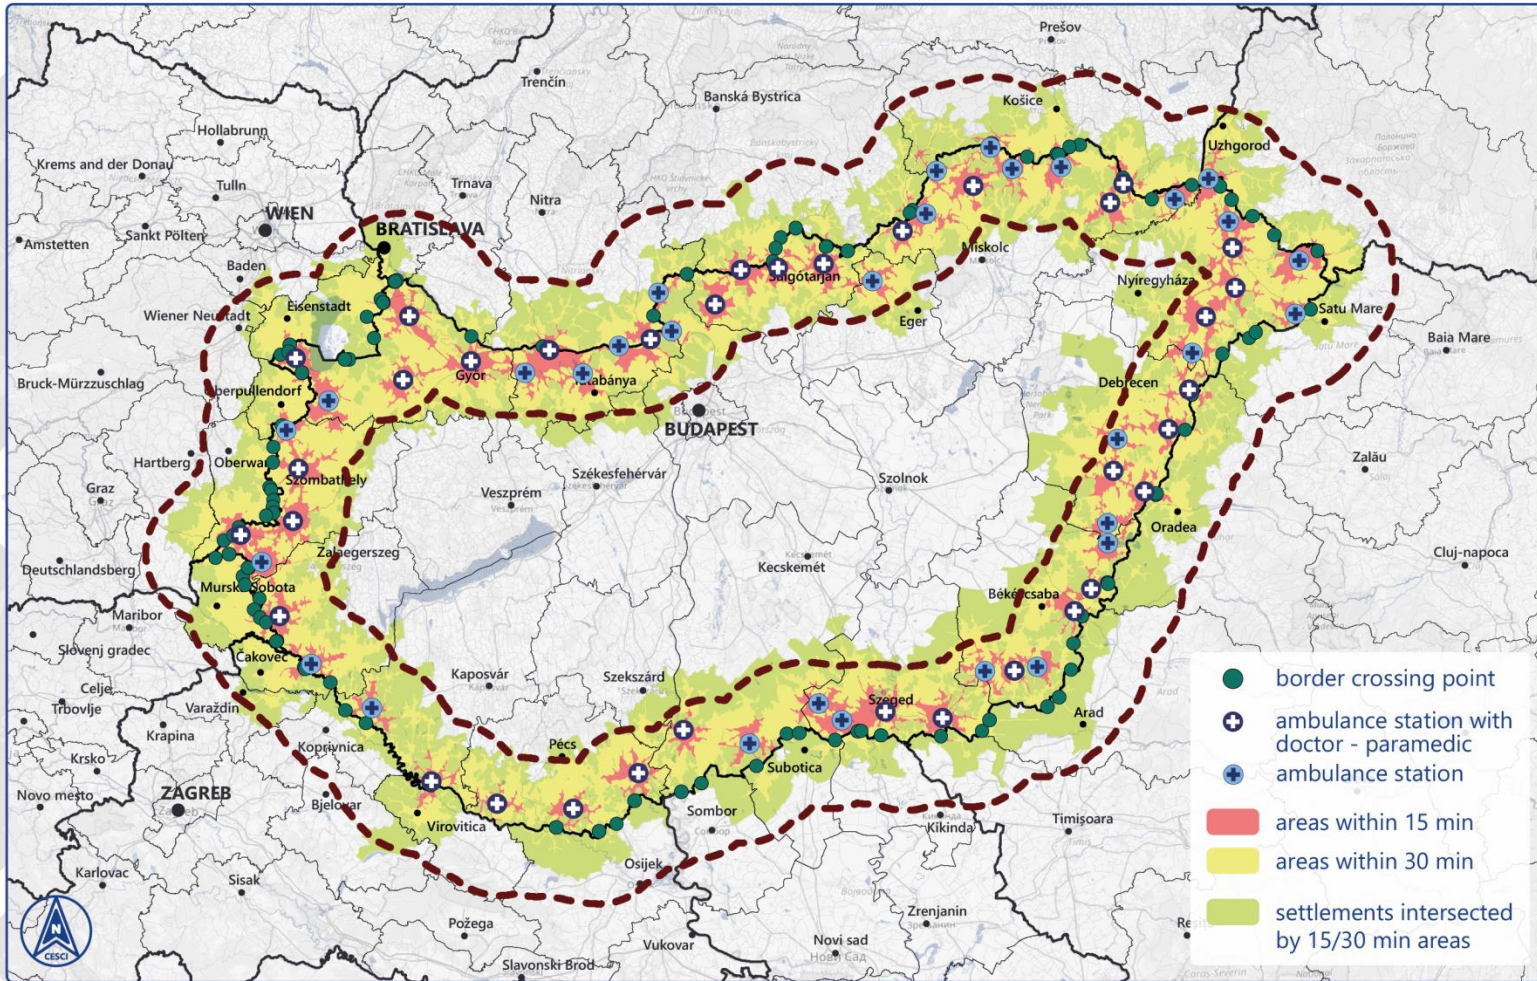 Prešov
Trenčín
Banská Bystrica
Košice
Hollabrunn
Uzhgorod
Krems and der Donau
Tulln
Trnava
Nitra
WIEN
BRATISLAVA
Sankt Pölten
Amstetten
Baden
Miskolc
Salgótarján
Nyíregyháza
Eisenstadt
Wiener Neustadt
Eger
Satu Mare
Baia Mare
Győr
Tatabánya
Bruck-Mürzzuschlag
Oberpullendorf
Debrecen
Budapest
BUDAPEST
Hartberg
Oberwart
Szombathely
Székesfehérvár
Szolnok
Zalău
Graz
Veszprém
Oradea
Zalaegerszeg
Kecskemét
Cluj-napoca
Deutschlandsberg
Murska Sobota
Békéscsaba
Maribor
Slovenj gradec
Čakovec
Kaposvár
Szekszárd
Celje
Trbovlje
Varaždin
Szeged
Arad
Krapina
Koprivnica
Pécs
Subotica
Krsko
Novo mesto
ZAGREB
Bjelovar
Virovitica
Sombor
Kikinda
Timișoara
Osijek
Karlovac
Sisak
Požega
Zrenjanin
Vukovar
Novi sad
Нови Сад
Slavonski Brod
N
CESCI
border crossing point
ambulance station with
doctor - paramedic
ambulance station
areas within 15 min
areas within 30 min
settlements intersected
by 15/30 min areas